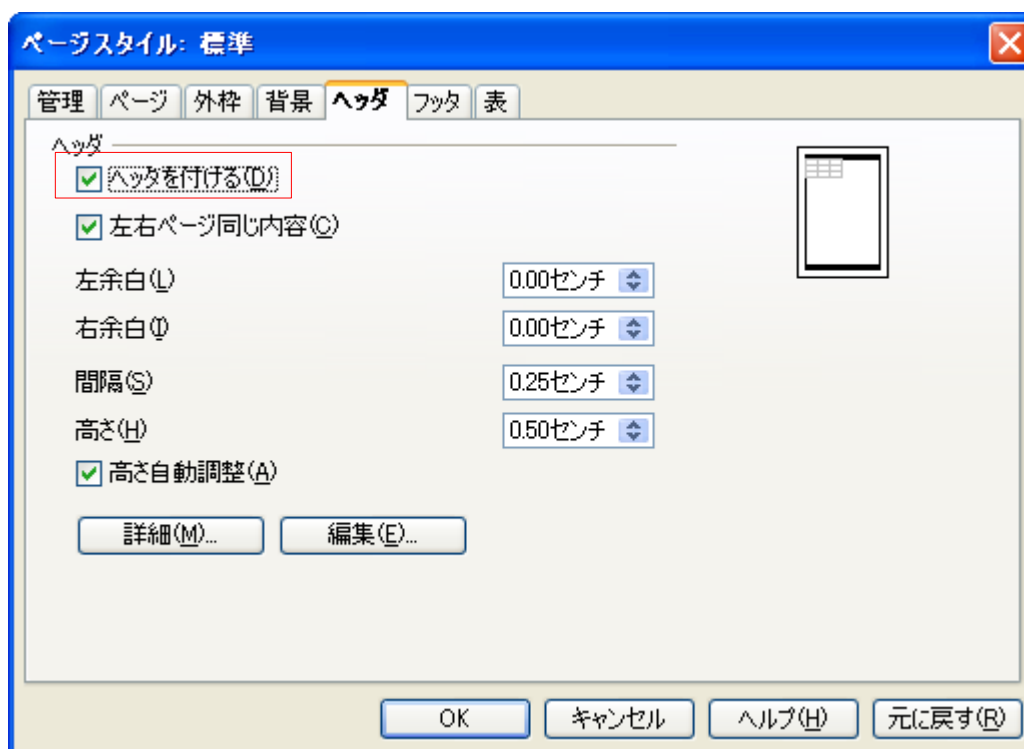 ページスタイル: 標準
管理 ページ 外枠 背景 ヘッダ フッタ 表
ヘッダ
ヘッダを付ける(D)
左右ページ同じ内容(C)
左余白(L) 0.00センチ
右余白(I) 0.00センチ
間隔(S) 0.25センチ
高さ(H) 0.50センチ
高さ自動調整(A)
詳細(M)... 編集(E)...
OK キャンセル ヘルプ(H) 元に戻す(R)